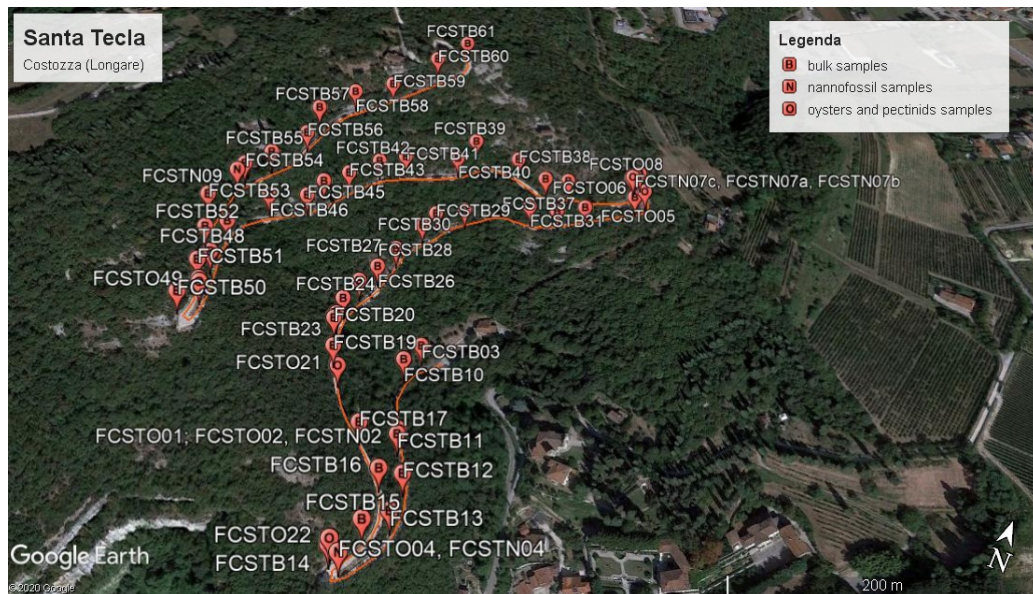 Santa Tecla
Costozza (Longare)
Legenda
B bulk samples
N nannofossil samples
O oysters and pectinids samples
FCSTB61
FCSTB60
FCSTB59
FCSTB57
FCSTB58
FCSTB56
FCSTB55
FCSTB39
FCSTB42
FCSTB41
FCSTB38
FCSTO08
FCSTB54
FCSTB43
FCSTB40
FCSTN09
FCSTN07c, FCSTN07a, FCSTN07b
FCSTO06
FCSTB53
FCSTB45
FCSTB37
FCSTB52
FCSTB46
FCSTB29
FCSTO05
FCSTB31
FCSTB30
FCSTB48
FCSTB27
FCSTB28
FCSTB51
FCSTO49
FCSTB50
FCSTB24
FCSTB26
FCSTB20
FCSTB23
FCSTB19
FCSTB03
FCSTO21
FCSTB10
FCSTB17
FCSTO01; FCSTO02, FCSTN02
FCSTB11
FCSTB16
FCSTB12
FCSTB15
FCSTB13
FCSTO22
FCSTO04, FCSTN04
FCSTB14
Google Earth
© 2020 Google
200 m
N